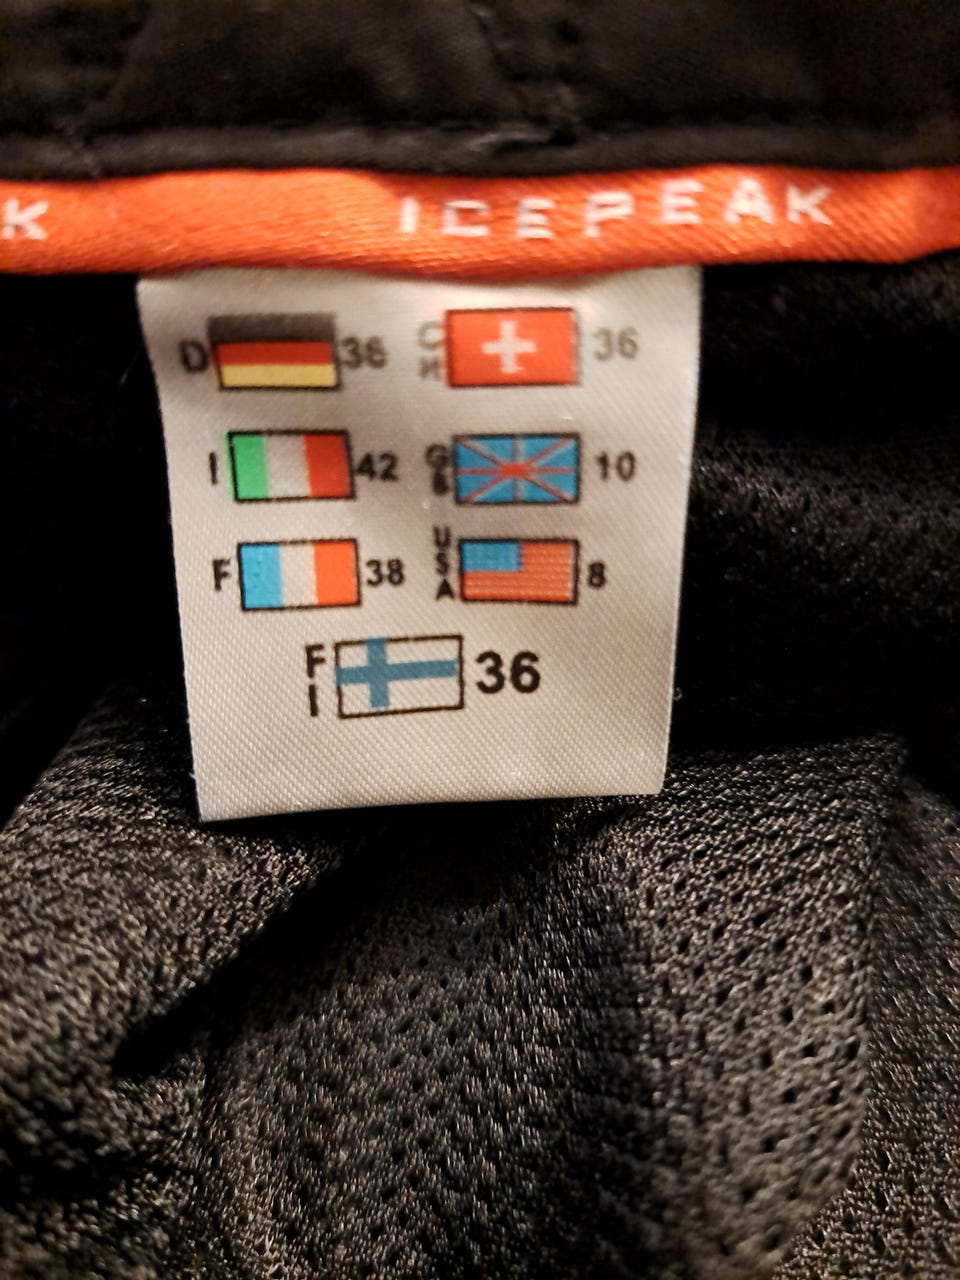 K ICEPEAK
D 36 CH 36
I 42 GB 10
F 38 USA 8
FI 36